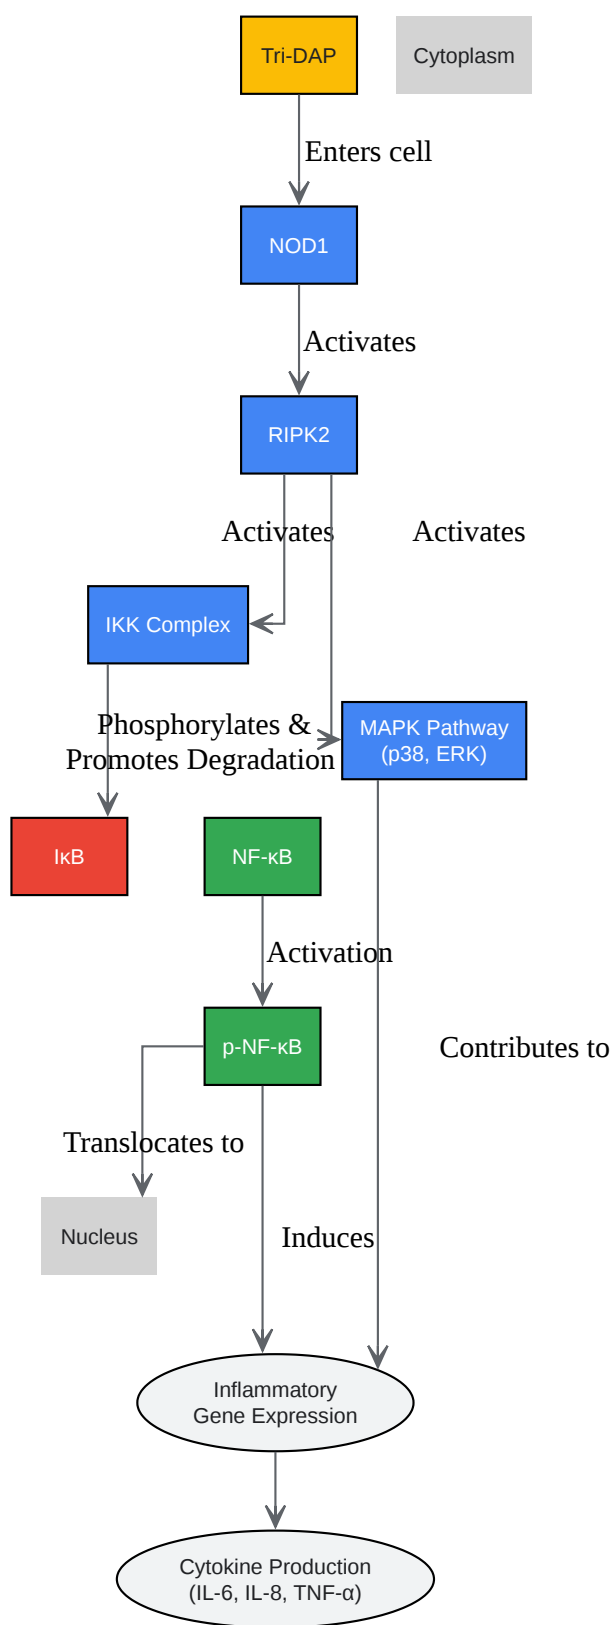 Tri-DAP
Cytoplasm
Enters cell
NOD1
Activates
RIPK2
Activates
Activates
IKK Complex
Phosphorylates &
Promotes Degradation
MAPK Pathway
(p38, ERK)
IκB
NF-κB
Activation
p-NF-κB
Contributes to
Translocates to
Nucleus
Induces
Inflammatory
Gene Expression
Cytokine Production
(IL-6, IL-8, TNF-α)